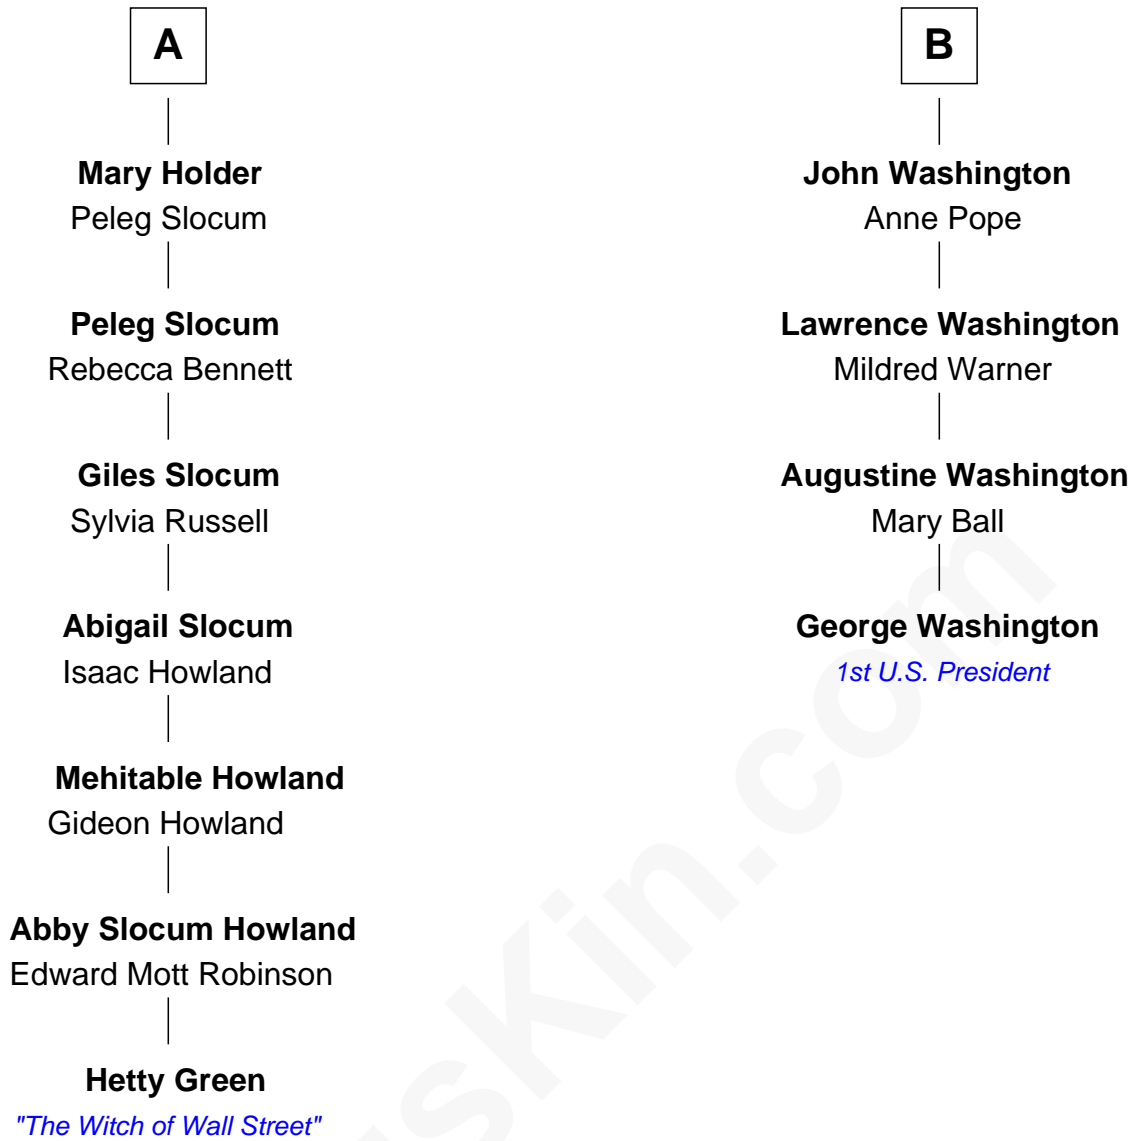 A
Mary Holder
Peleg Slocum
Peleg Slocum
Rebecca Bennett
Giles Slocum
Sylvia Russell
Abigail Slocum
Isaac Howland
Mehitable Howland
Gideon Howland
Abby Slocum Howland
Edward Mott Robinson
Hetty Green
"The Witch of Wall Street"
B
John Washington
Anne Pope
Lawrence Washington
Mildred Warner
Augustine Washington
Mary Ball
George Washington
1st U.S. President